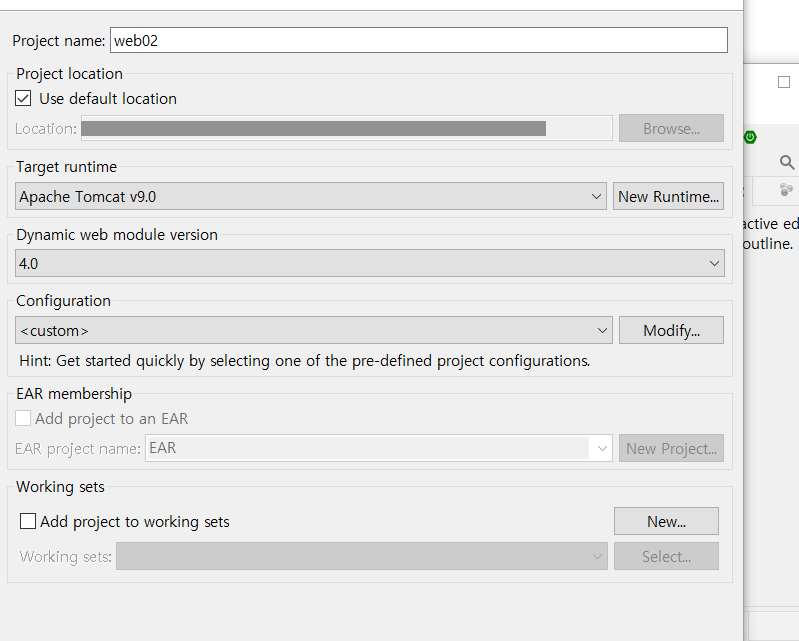 Project name: web02
Project location
Use default location
Location:
Browse...
Target runtime
Apache Tomcat v9.0
New Runtime...
Dynamic web module version
4.0
Configuration
<custom>
Modify...
Hint: Get started quickly by selecting one of the pre-defined project configurations.
EAR membership
Add project to an EAR
EAR project name: EAR
New Project...
Working sets
Add project to working sets
New...
Working sets:
Select...
active ed
outline.